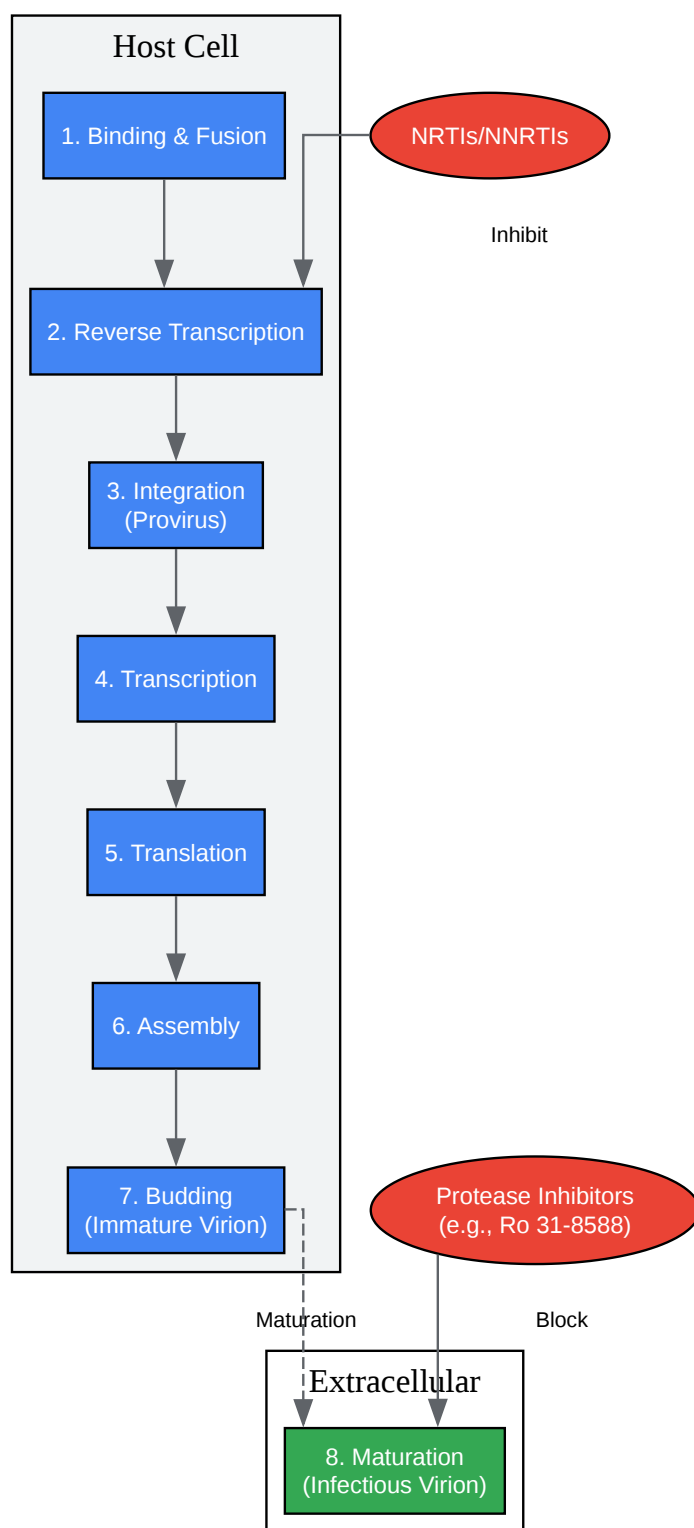 Host Cell
1. Binding & Fusion
NRTIs/NNRTIs
Inhibit
2. Reverse Transcription
3. Integration
(Provirus)
4. Transcription
5. Translation
6. Assembly
7. Budding
(Immature Virion)
Protease Inhibitors
(e.g., Ro 31-8588)
Maturation
Block
Extracellular
8. Maturation
(Infectious Virion)